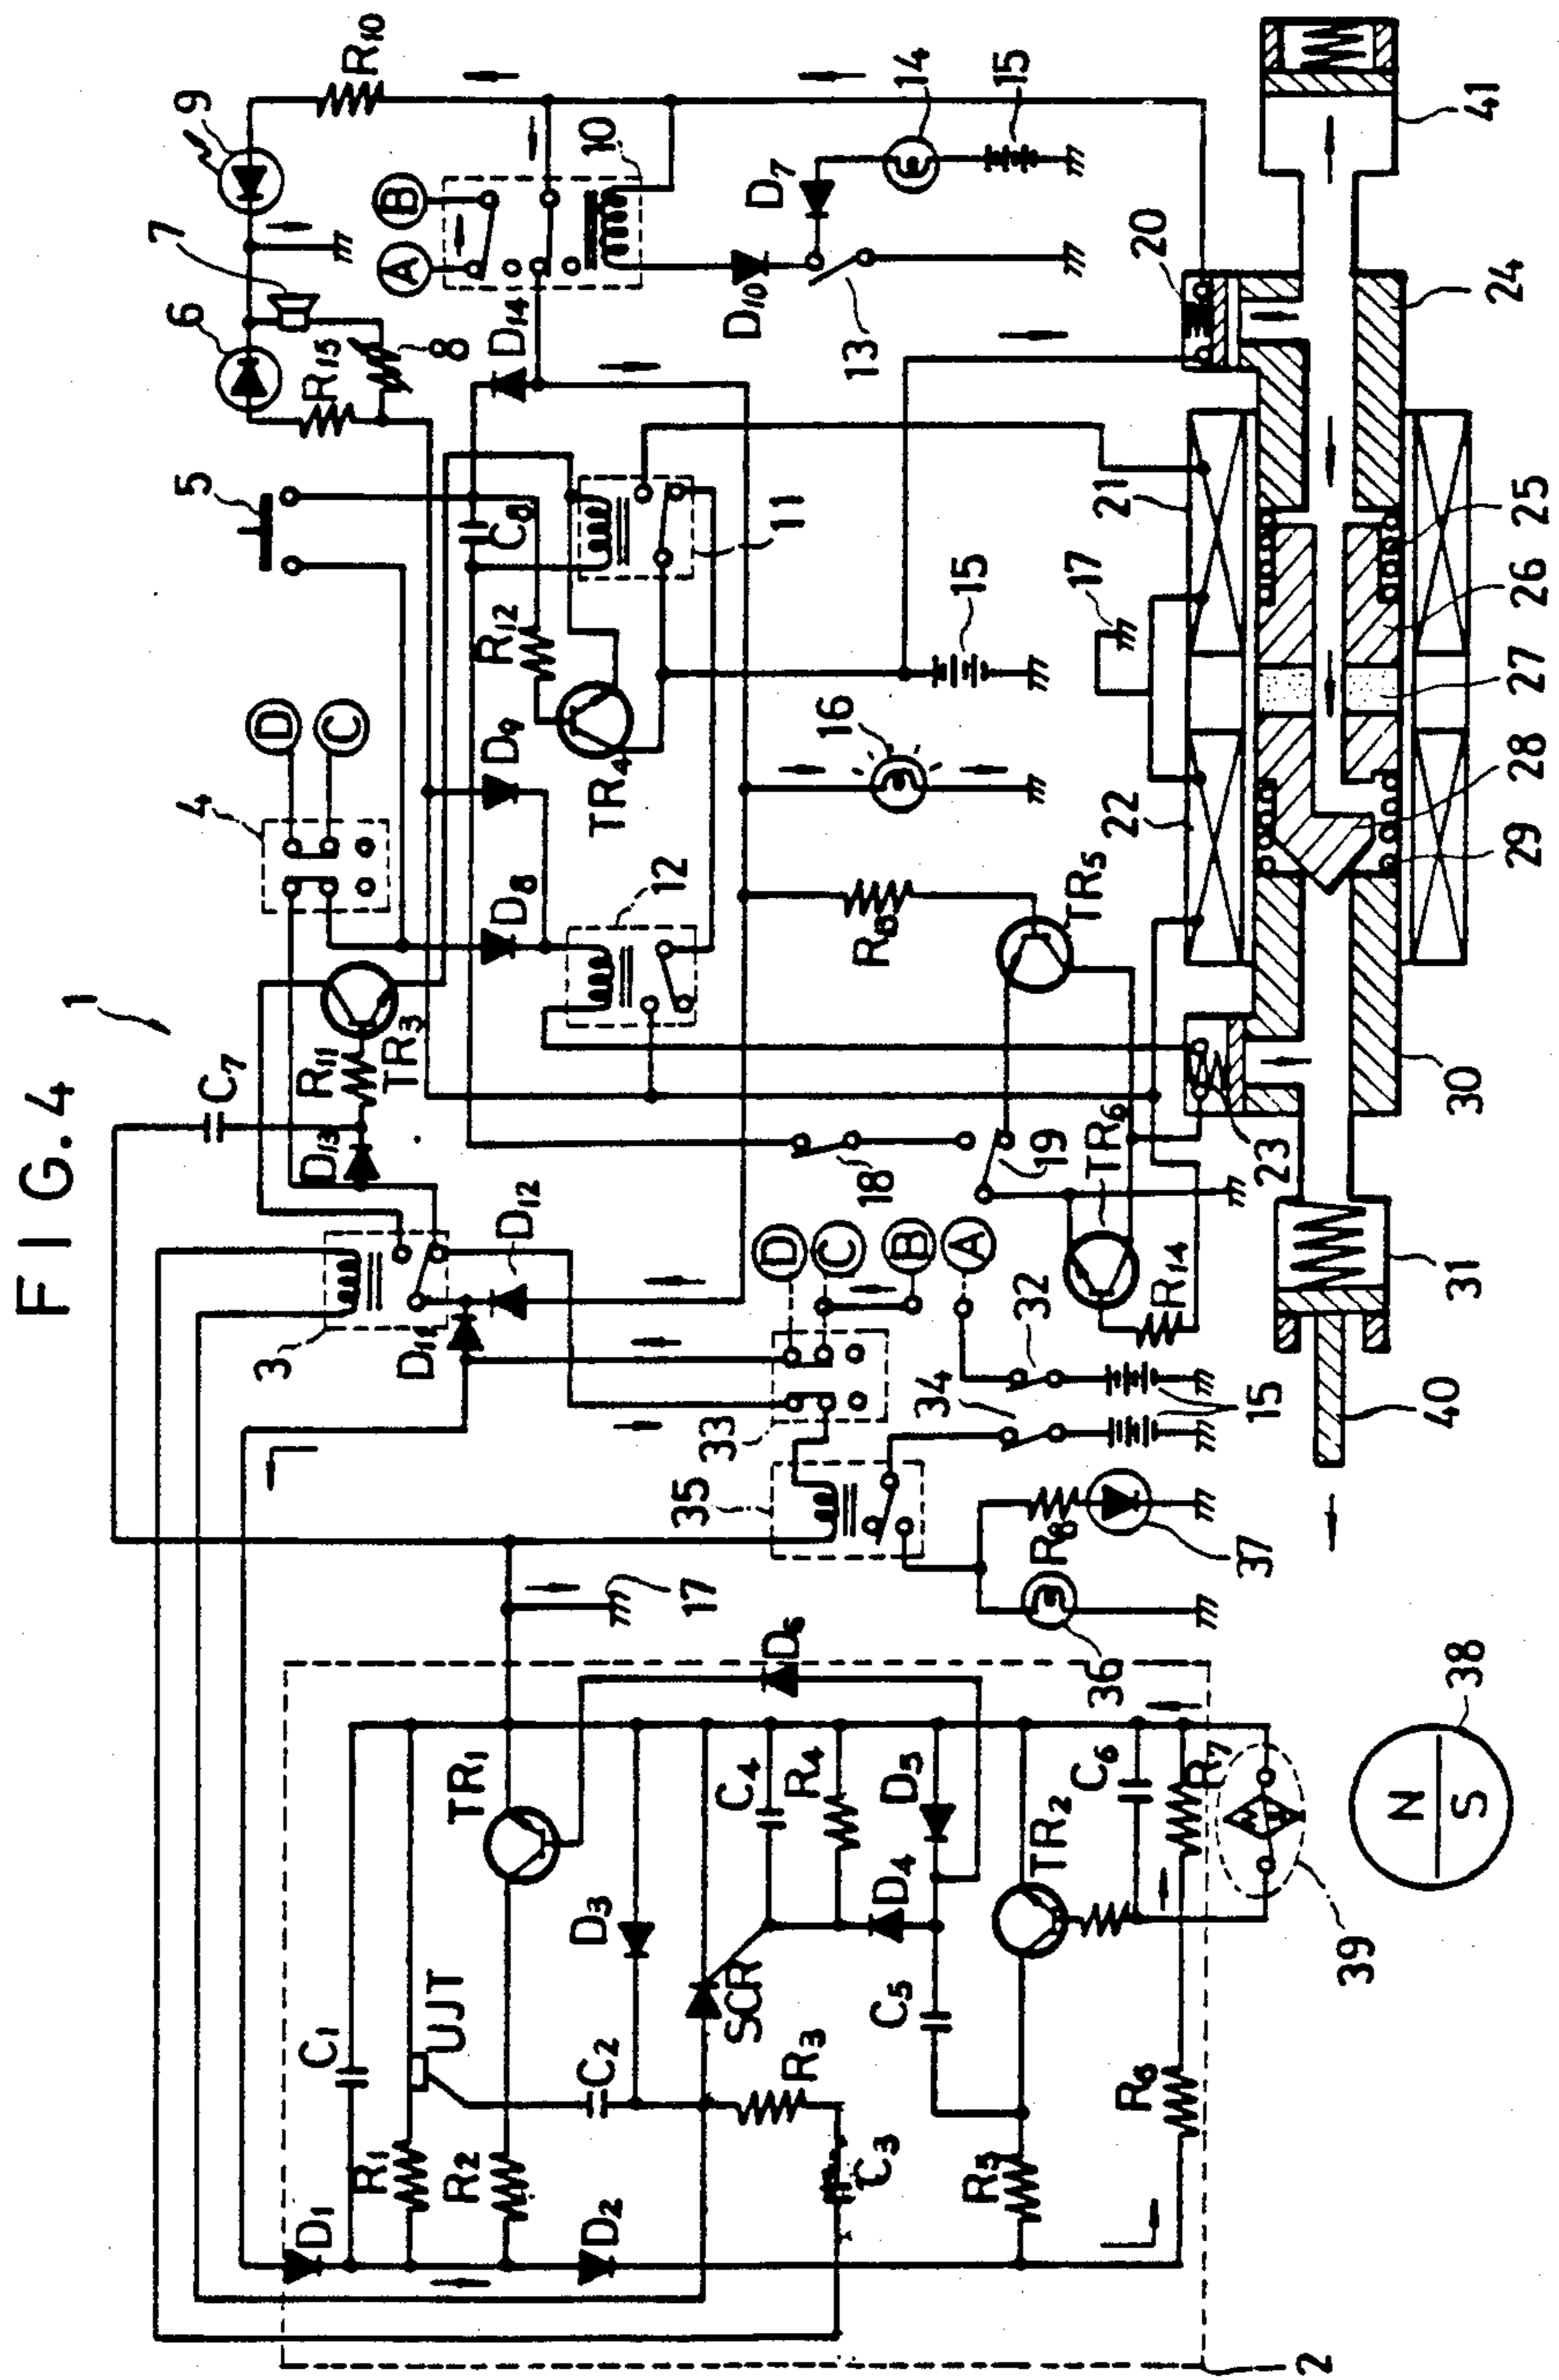 FIG. 4
1
2
3
4
5
6
7
8
9
10
11
12
13
14
15
15
15
16
17
17
18
19
20
21
22
23
24
25
26
27
28
29
30
31
32
33
34
35
36
37
38
39
40
41
A
B
C
D
A
B
C
D
N
S
C1
C2
C3
C4
C5
C6
C7
C8
R1
R2
R3
R4
R5
R6
R7
R8
R8
R10
R11
R12
R14
R15
D1
D2
D3
D4
D5
D6
D7
D8
D9
D10
D11
D12
D13
D14
TR1
TR2
TR3
TR4
TR5
TR6
UJT
SCR